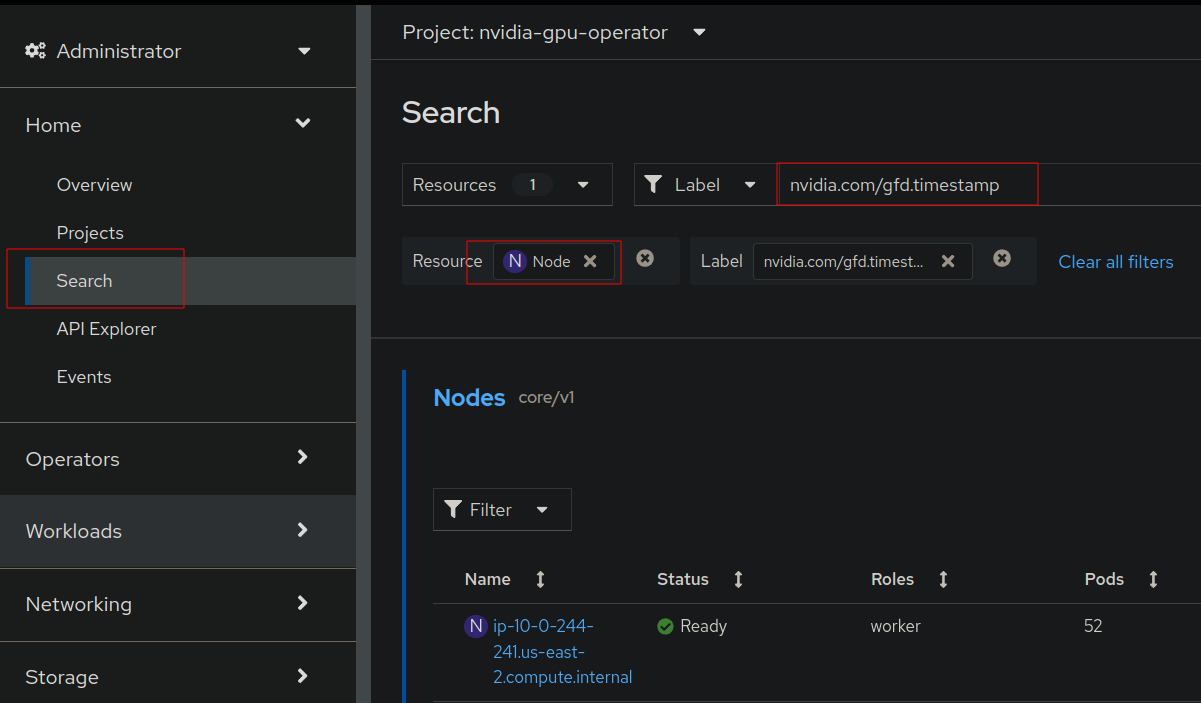 Administrator
Home
Overview
Projects
Search
API Explorer
Events
Operators
Workloads
Networking
Storage
Project: nvidia-gpu-operator
Search
Resources 1 Label nvidia.com/gfd.timestamp
Resource N Node Label nvidia.com/gfd.timest... Clear all filters
Nodes core/v1
Filter
Name Status Roles Pods
N ip-10-0-244- Ready worker 52
241.us-east-
2.compute.internal